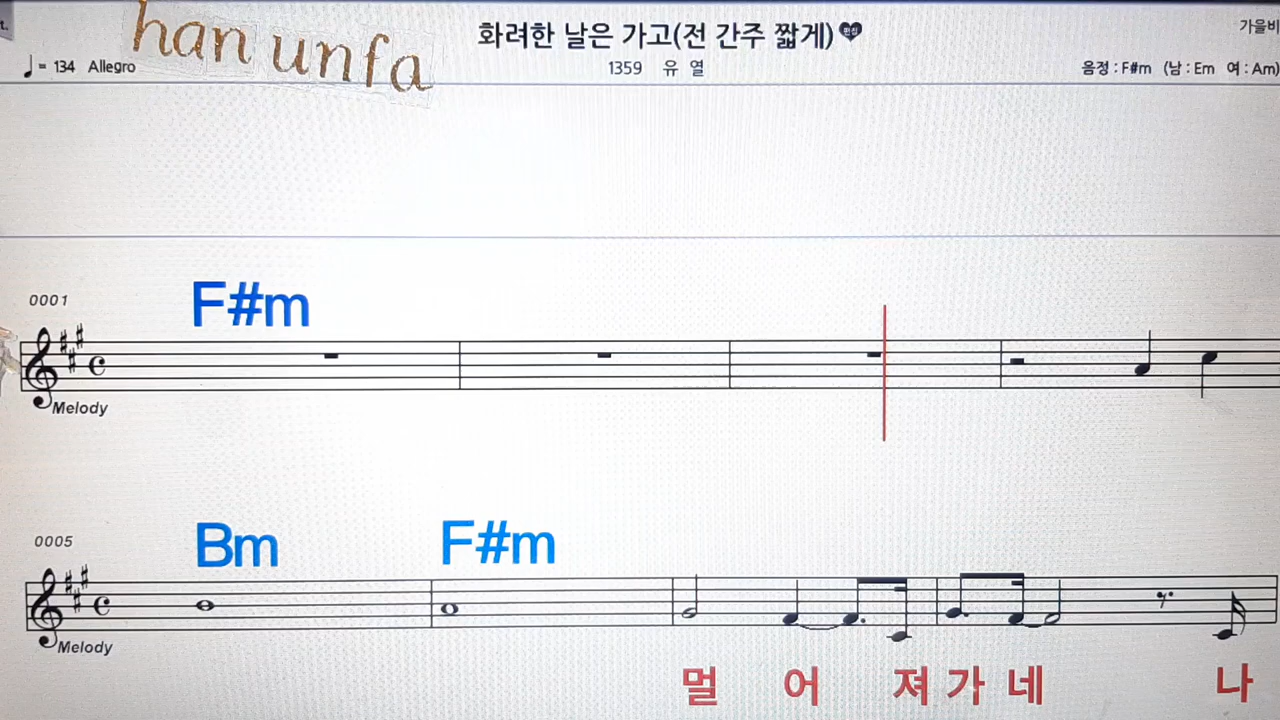 t.
han unfa
화려한 날은 가고(전 간주 짧게)
편심
가을비
♩= 134 Allegro
1359 유 열
음정 : F#m (남 : Em 여 : Am)
0001
F#m
Melody
0005
Bm F#m
Melody
멀 어 져 가 네 나